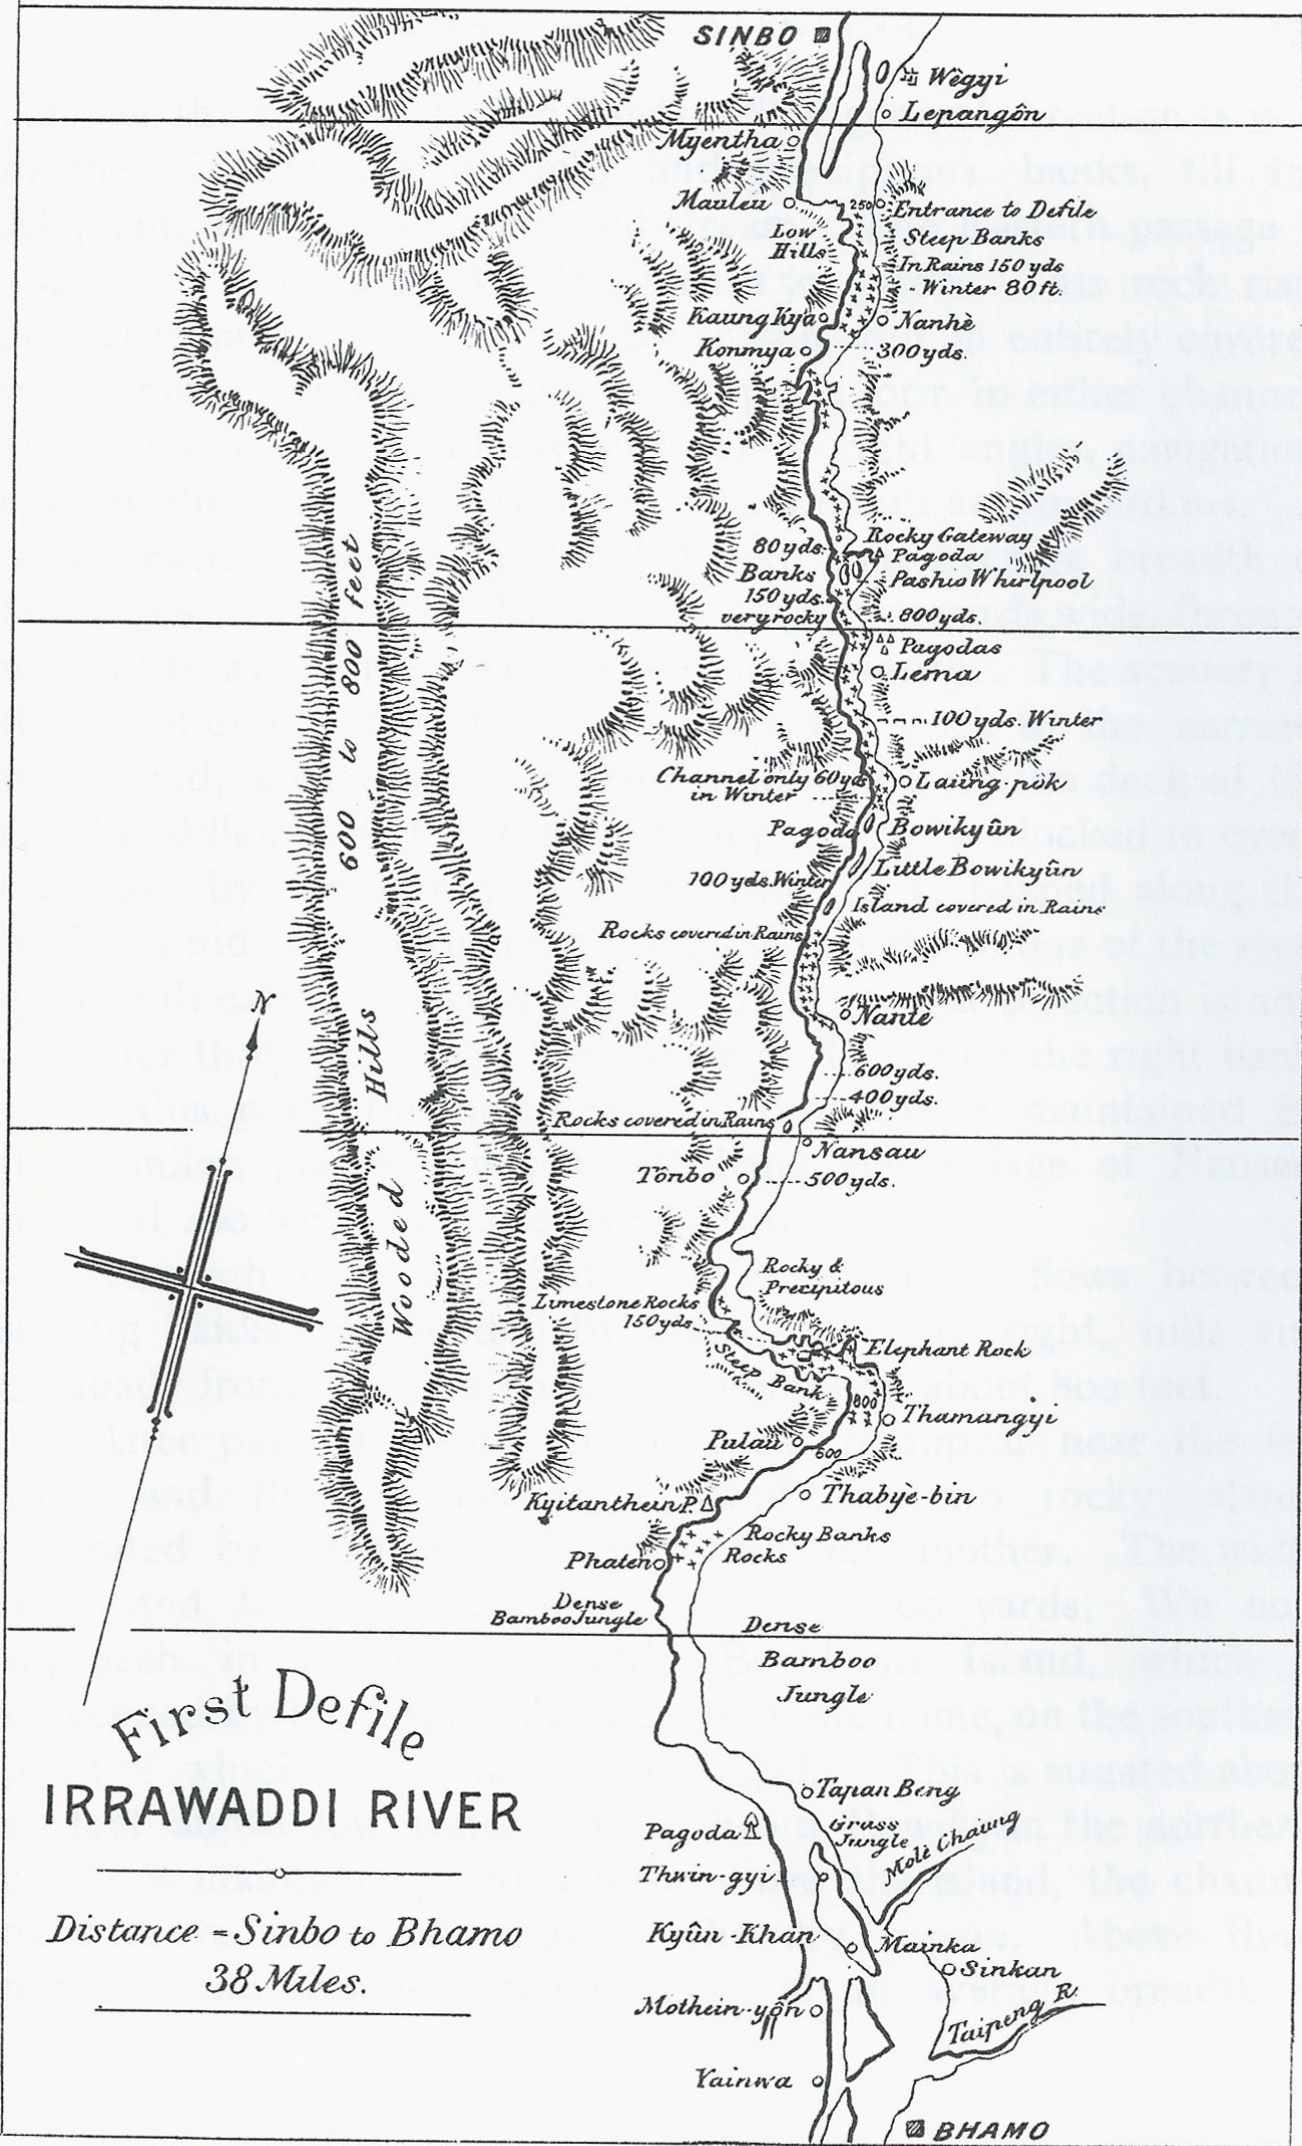 SINBO
Wègyi
Lepangôn
Myentha
Mauleu
250
Entrance to Defile
Low
Hills
Steep Banks
In Rains 150 yds
" Winter 80 ft.
Kaung Kya
Nanhè
Konmya
300 yds.
Rocky Gateway
80 yds.
Pagoda
Banks
150 yds.
very rocky
Pashio Whirlpool
800 yds.
Pagodas
Lema
100 yds. Winter
Channel only 60 yds
in Winter
Laung-pôk
Pagoda
Bowikyûn
Little Bowikyûn
100 yds. Winter
Island covered in Rains
Rocks covered in Rains
Nante
600 yds.
400 yds.
Rocks covered in Rains
Nansau
Tônbo
500 yds.
Rocky &
Precipitous
Limestone Rocks
150 yds.
Steep Bank
Elephant Rock
800
Thamangyi
Pulau
600
Kyitanthein P.
Thabyè-bin
Rocky Banks
Rocks
Phaten
Dense
Bamboo Jungle
Dense
Bamboo
Jungle
600 to 800 feet
Wooded Hills
N
First Defile
IRRAWADDI RIVER
Distance = Sinbo to Bhamo
38 Miles.
Tapan Beng
Pagoda
Grass
Jungle
Molè Chaung
Thwin-gyi
Kyûn-Khan
Mainka
Sinkan
Mothein-yôn
Taipeng R.
Yainwa
BHAMO